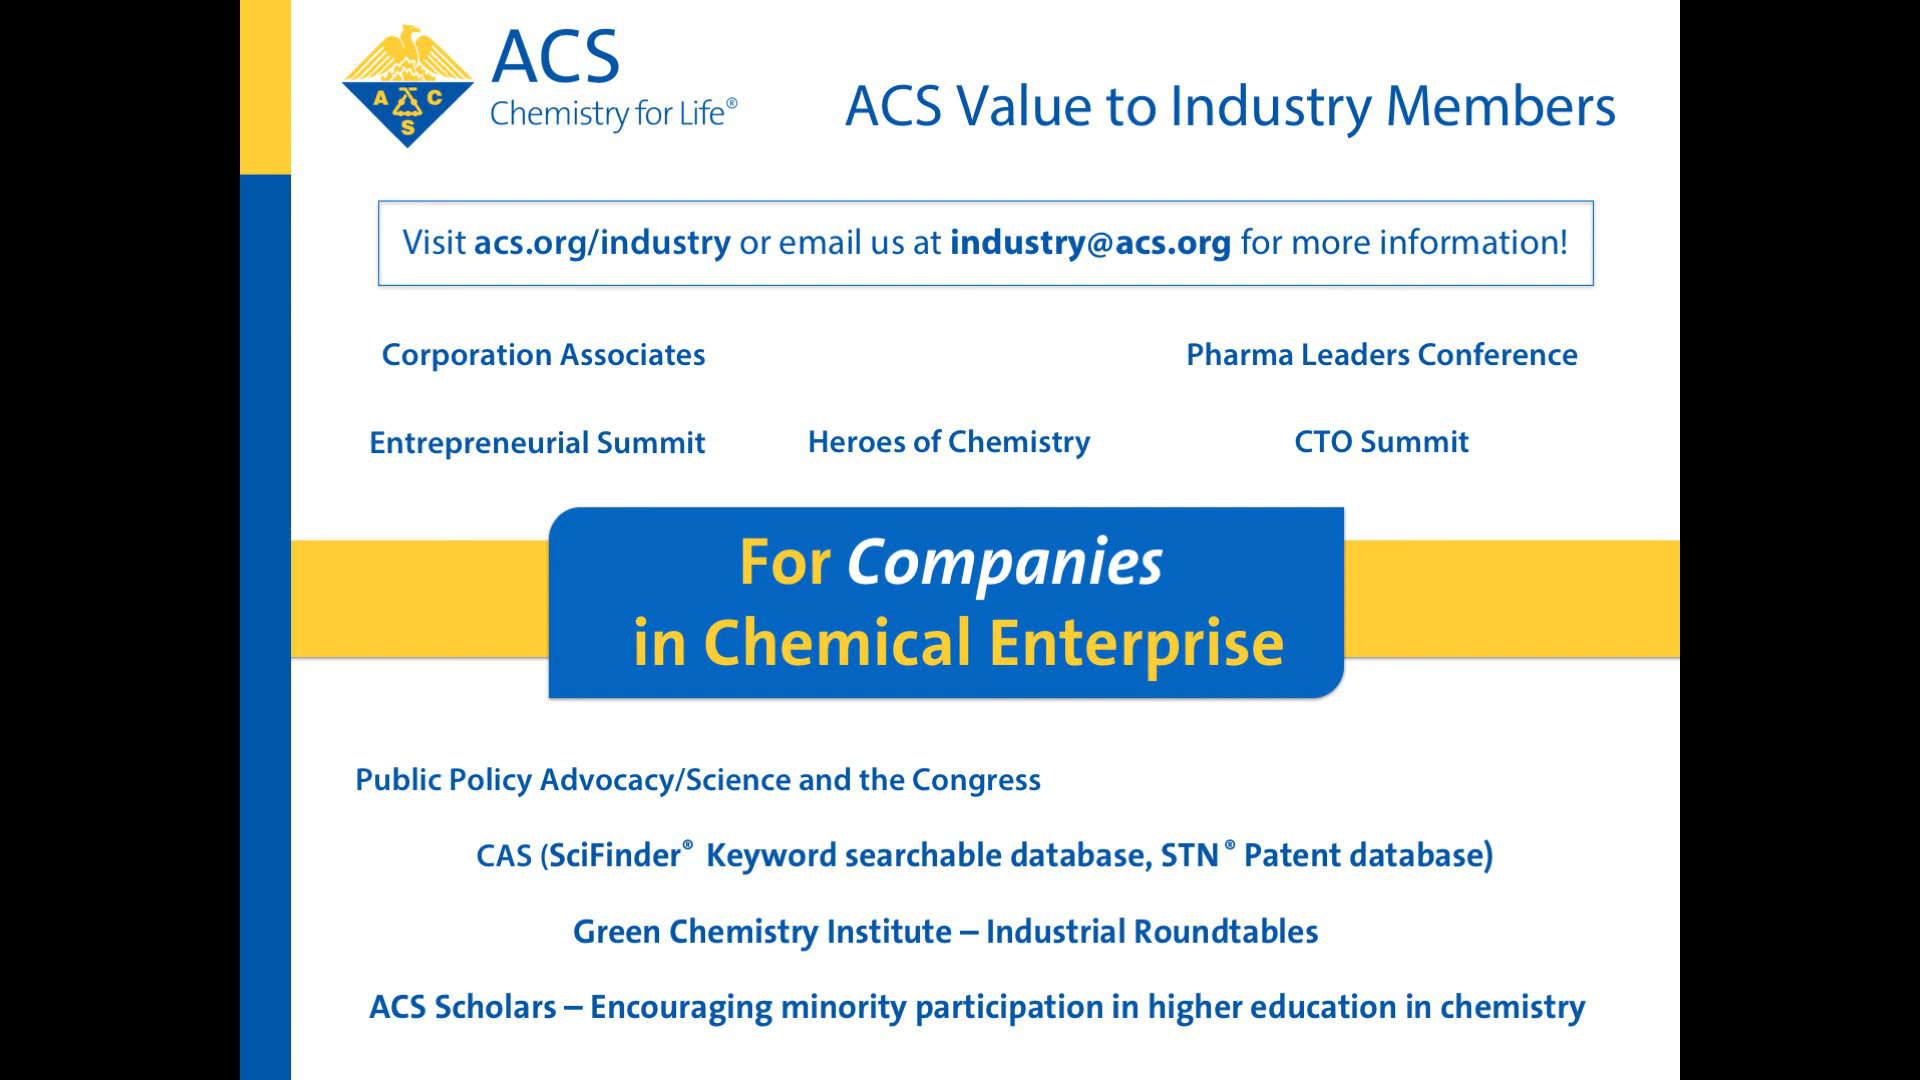 A C S
ACS
Chemistry for Life®
ACS Value to Industry Members
Visit acs.org/industry or email us at industry@acs.org for more information!
Corporation Associates
Pharma Leaders Conference
Entrepreneurial Summit
Heroes of Chemistry
CTO Summit
For Companies
in Chemical Enterprise
Public Policy Advocacy/Science and the Congress
CAS (SciFinder® Keyword searchable database, STN® Patent database)
Green Chemistry Institute – Industrial Roundtables
ACS Scholars – Encouraging minority participation in higher education in chemistry